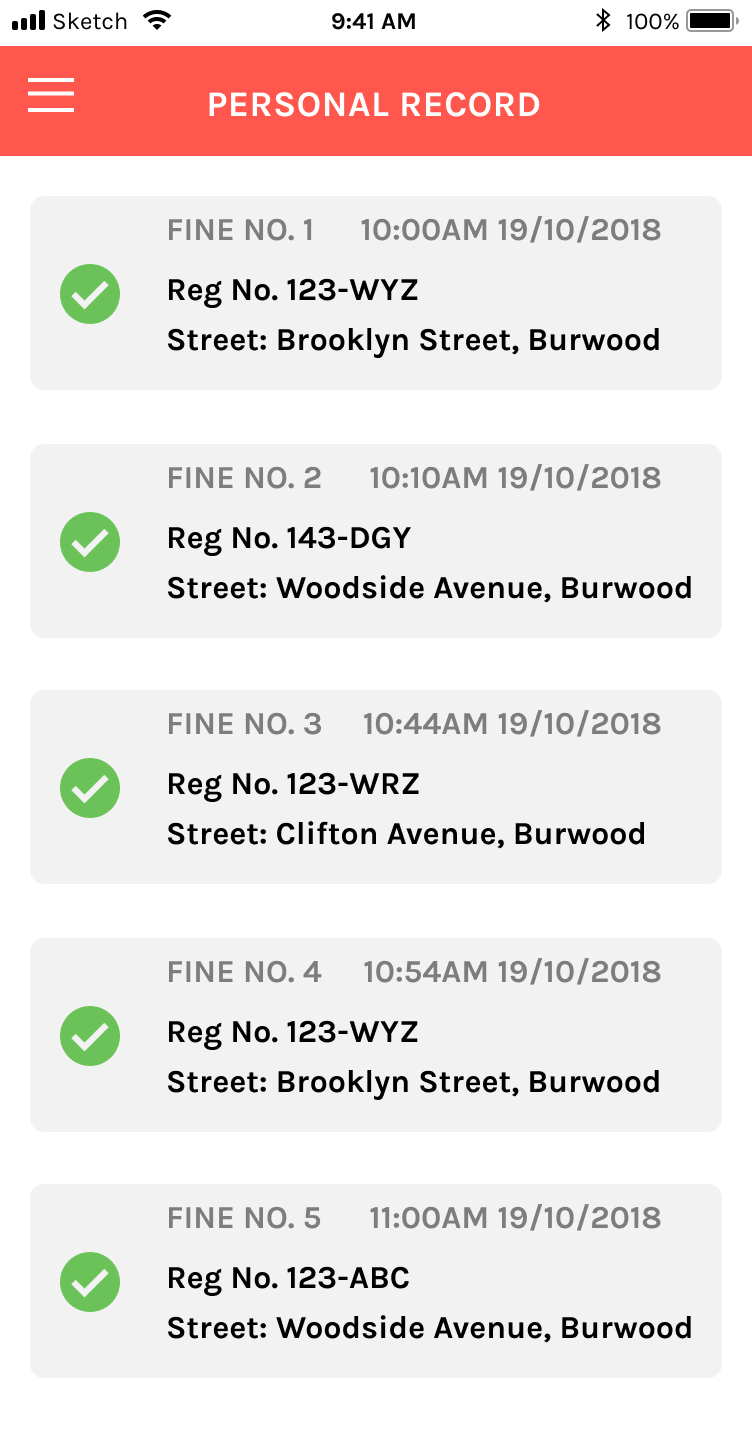 Sketch 9:41 AM 100%
PERSONAL RECORD
FINE NO. 1 10:00AM 19/10/2018
Reg No. 123-WYZ
Street: Brooklyn Street, Burwood
FINE NO. 2 10:10AM 19/10/2018
Reg No. 143-DGY
Street: Woodside Avenue, Burwood
FINE NO. 3 10:44AM 19/10/2018
Reg No. 123-WRZ
Street: Clifton Avenue, Burwood
FINE NO. 4 10:54AM 19/10/2018
Reg No. 123-WYZ
Street: Brooklyn Street, Burwood
FINE NO. 5 11:00AM 19/10/2018
Reg No. 123-ABC
Street: Woodside Avenue, Burwood